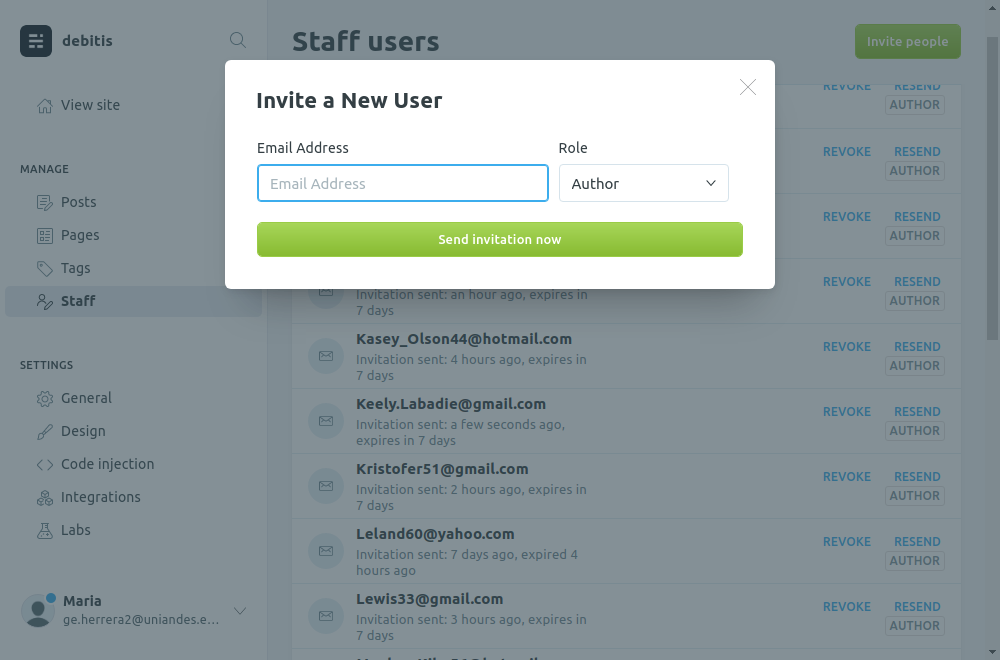 debitis
View site
MANAGE
Posts
Pages
Tags
Staff
SETTINGS
General
Design
Code injection
Integrations
Labs
Maria
ge.herrera2@uniandes.e...
Staff users
Invite people
Invite a New User
Email Address
Role
Email Address
Author
Send invitation now
REVOKE RESEND
AUTHOR
REVOKE RESEND
AUTHOR
REVOKE RESEND
AUTHOR
Invitation sent: an hour ago, expires in
7 days
REVOKE RESEND
AUTHOR
Kasey_Olson44@hotmail.com
Invitation sent: 4 hours ago, expires in
7 days
REVOKE RESEND
AUTHOR
Keely.Labadie@gmail.com
Invitation sent: a few seconds ago,
expires in 7 days
REVOKE RESEND
AUTHOR
Kristofer51@gmail.com
Invitation sent: 2 hours ago, expires in
7 days
REVOKE RESEND
AUTHOR
Leland60@yahoo.com
Invitation sent: 7 days ago, expired 4
hours ago
REVOKE RESEND
AUTHOR
Lewis33@gmail.com
Invitation sent: 3 hours ago, expires in
7 days
REVOKE RESEND
AUTHOR